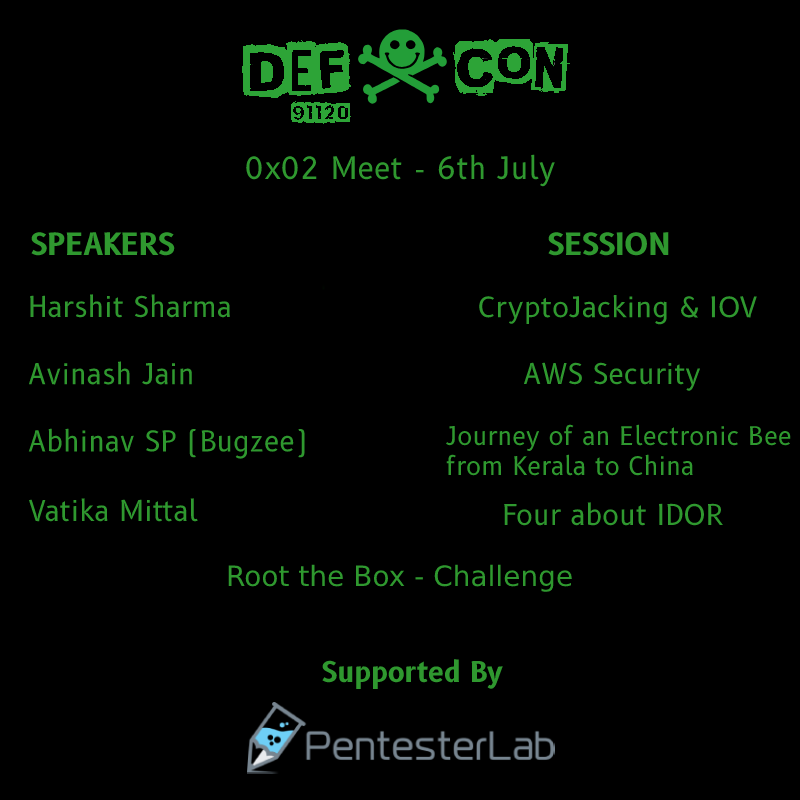 DEF CON
91120
0x02 Meet - 6th July
SPEAKERS SESSION
Harshit Sharma CryptoJacking & IOV
Avinash Jain AWS Security
Abhinav SP (Bugzee) Journey of an Electronic Bee
from Kerala to China
Vatika Mittal Four about IDOR
Root the Box - Challenge
Supported By
PentesterLab